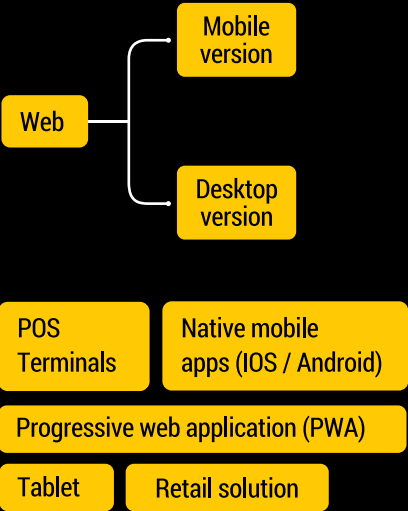 Mobile
version
Web
Desktop
version
POS
Terminals
Native mobile
apps (IOS / Android)
Progressive web application (PWA)
Tablet
Retail solution